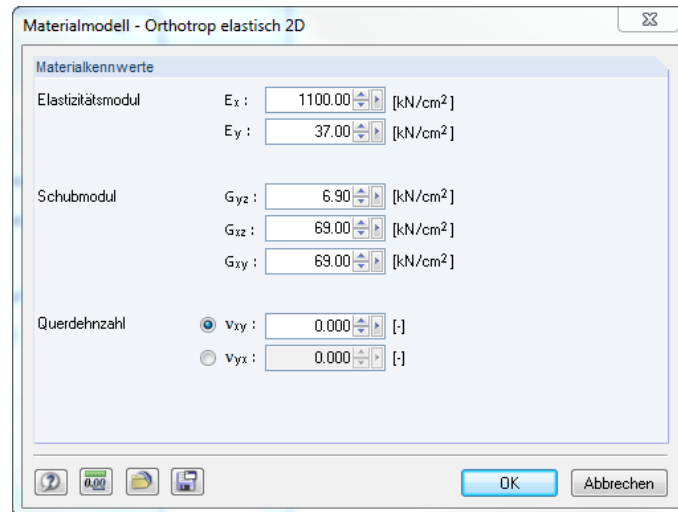 Materialmodell - Orthotrop elastisch 2D
Materialkennwerte
Elastizitätsmodul Ex : 1100.00 [kN/cm²]
Ey : 37.00 [kN/cm²]
Schubmodul Gyz : 6.90 [kN/cm²]
Gxz : 69.00 [kN/cm²]
Gxy : 69.00 [kN/cm²]
Querdehnzahl νxy : 0.000 [-]
νyx : 0.000 [-]
0.00 OK Abbrechen